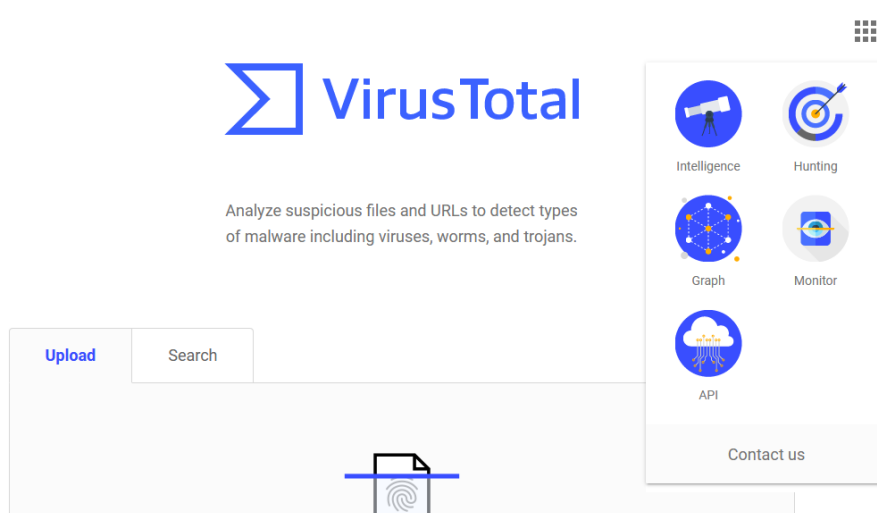 VirusTotal
Analyze suspicious files and URLs to detect types
of malware including viruses, worms, and trojans.
Upload
Search
Intelligence
Hunting
Graph
Monitor
API
Contact us